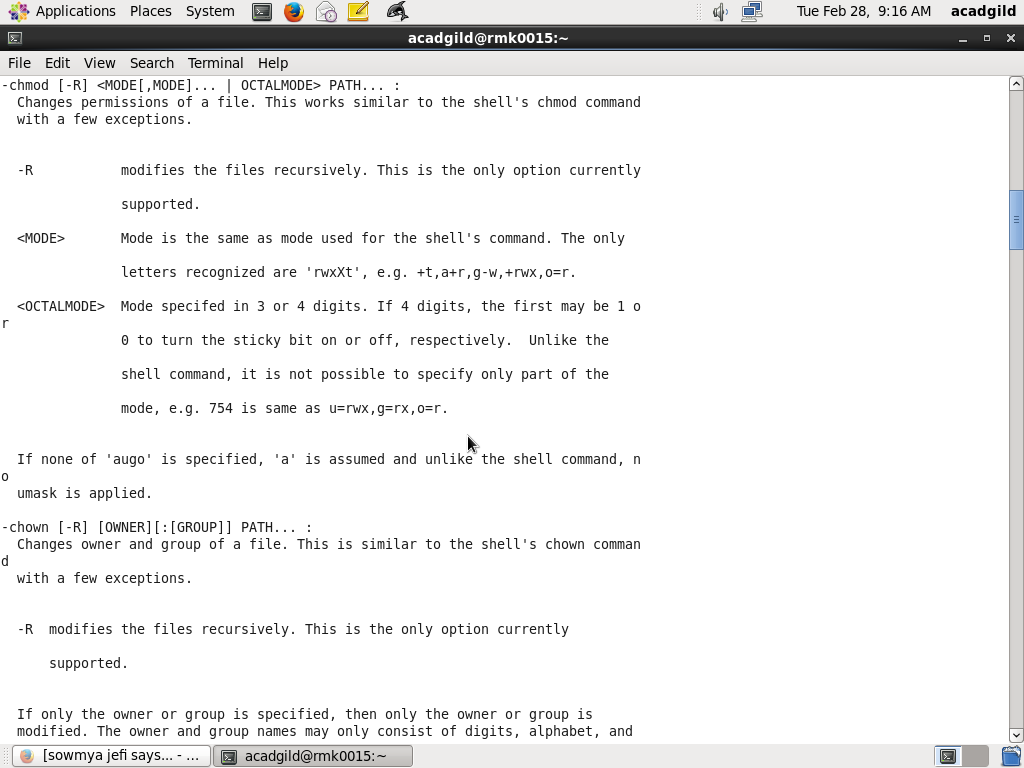 Applications Places System Tue Feb 28, 9:16 AM acadgild
acadgild@rmk0015:~
File Edit View Search Terminal Help
-chmod [-R] <MODE[,MODE]... | OCTALMODE> PATH... :
Changes permissions of a file. This works similar to the shell's chmod command
with a few exceptions.
-R modifies the files recursively. This is the only option currently
supported.
<MODE> Mode is the same as mode used for the shell's command. The only
letters recognized are 'rwxXt', e.g. +t,a+r,g-w,+rwx,o=r.
<OCTALMODE> Mode specifed in 3 or 4 digits. If 4 digits, the first may be 1 o
r
0 to turn the sticky bit on or off, respectively.  Unlike the
shell command, it is not possible to specify only part of the
mode, e.g. 754 is same as u=rwx,g=rx,o=r.
If none of 'augo' is specified, 'a' is assumed and unlike the shell command, n
o
umask is applied.
-chown [-R] [OWNER][:[GROUP]] PATH... :
Changes owner and group of a file. This is similar to the shell's chown comman
d
with a few exceptions.
-R  modifies the files recursively. This is the only option currently
supported.
If only the owner or group is specified, then only the owner or group is
modified. The owner and group names may only consist of digits, alphabet, and
[sowmya jefi says... - ... acadgild@rmk0015:~